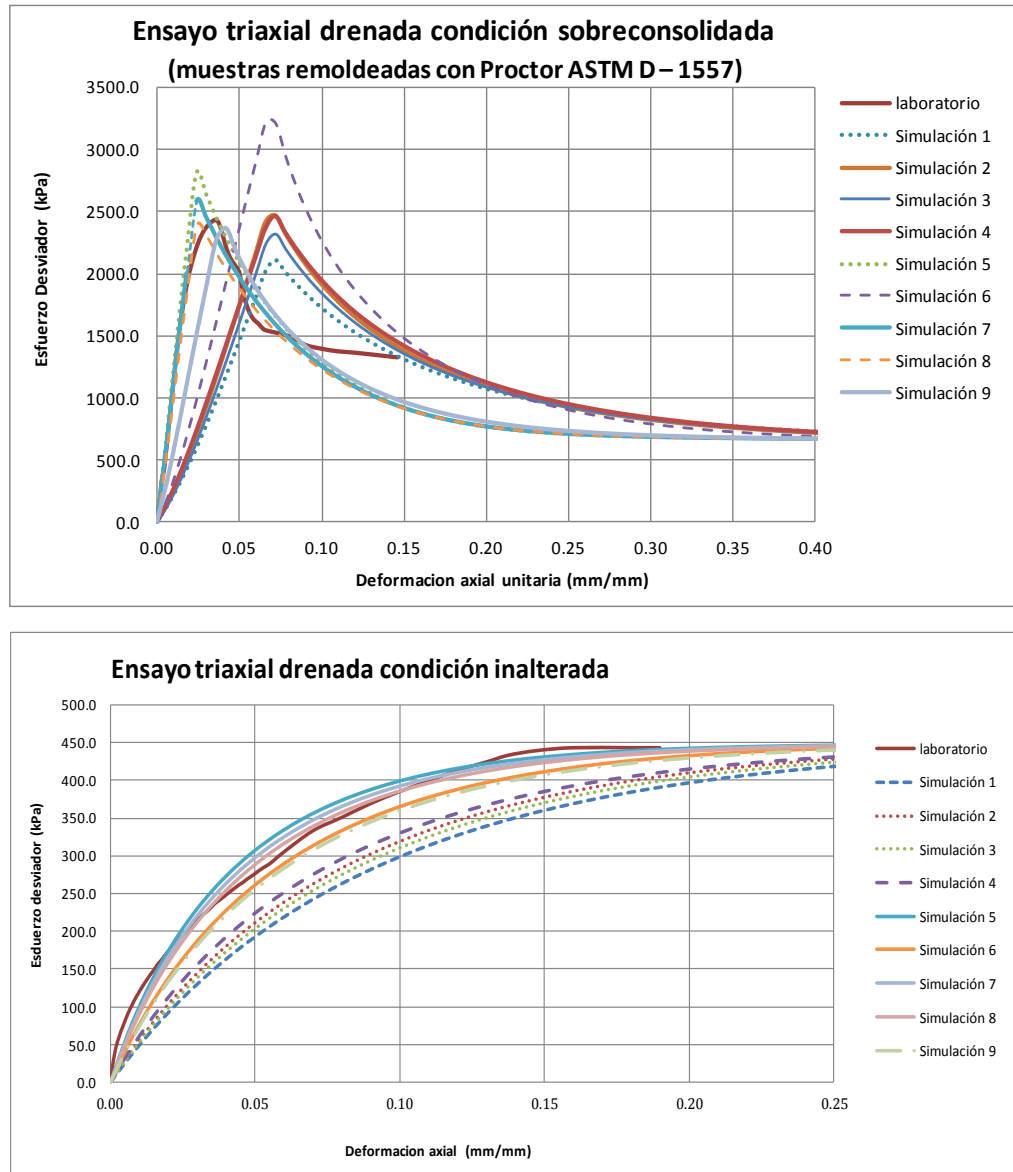 Ensayo triaxial drenada condición sobreconsolidada
(muestras remoldeadas con Proctor ASTM D – 1557)
3500.0
3000.0
2500.0
2000.0
1500.0
1000.0
500.0
0.0
Esfuerzo Desviador (kPa)
0.00 0.05 0.10 0.15 0.20 0.25 0.30 0.35 0.40
Deformacion axial unitaria (mm/mm)
laboratorio
Simulación 1
Simulación 2
Simulación 3
Simulación 4
Simulación 5
Simulación 6
Simulación 7
Simulación 8
Simulación 9
Ensayo triaxial drenada condición inalterada
500.0
450.0
400.0
350.0
300.0
250.0
200.0
150.0
100.0
50.0
0.0
Esduerzo desviador (kPa)
0.00 0.05 0.10 0.15 0.20 0.25
Deformacion axial (mm/mm)
laboratorio
Simulación 1
Simulación 2
Simulación 3
Simulación 4
Simulación 5
Simulación 6
Simulación 7
Simulación 8
Simulación 9